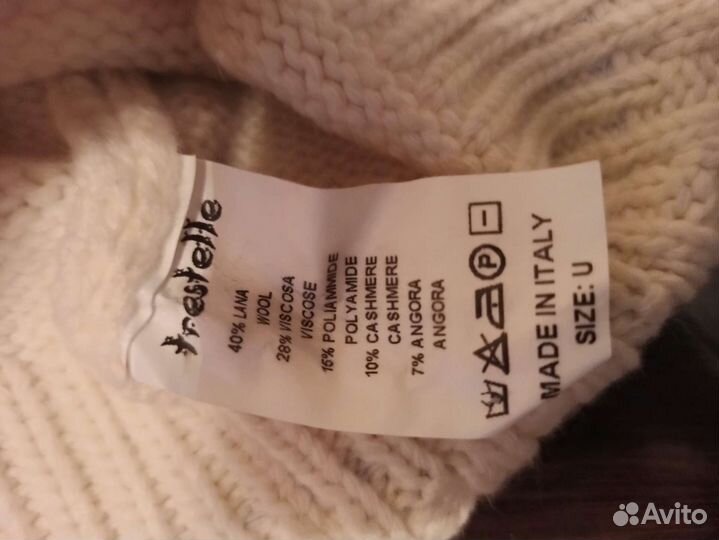 trestelle
40% LANA
WOOL
28% VISCOSA
VISCOSE
15% POLIAMMIDE
POLYAMIDE
10% CASHMERE
CASHMERE
7% ANGORA
ANGORA
P
MADE IN ITALY
SIZE: U
Avito